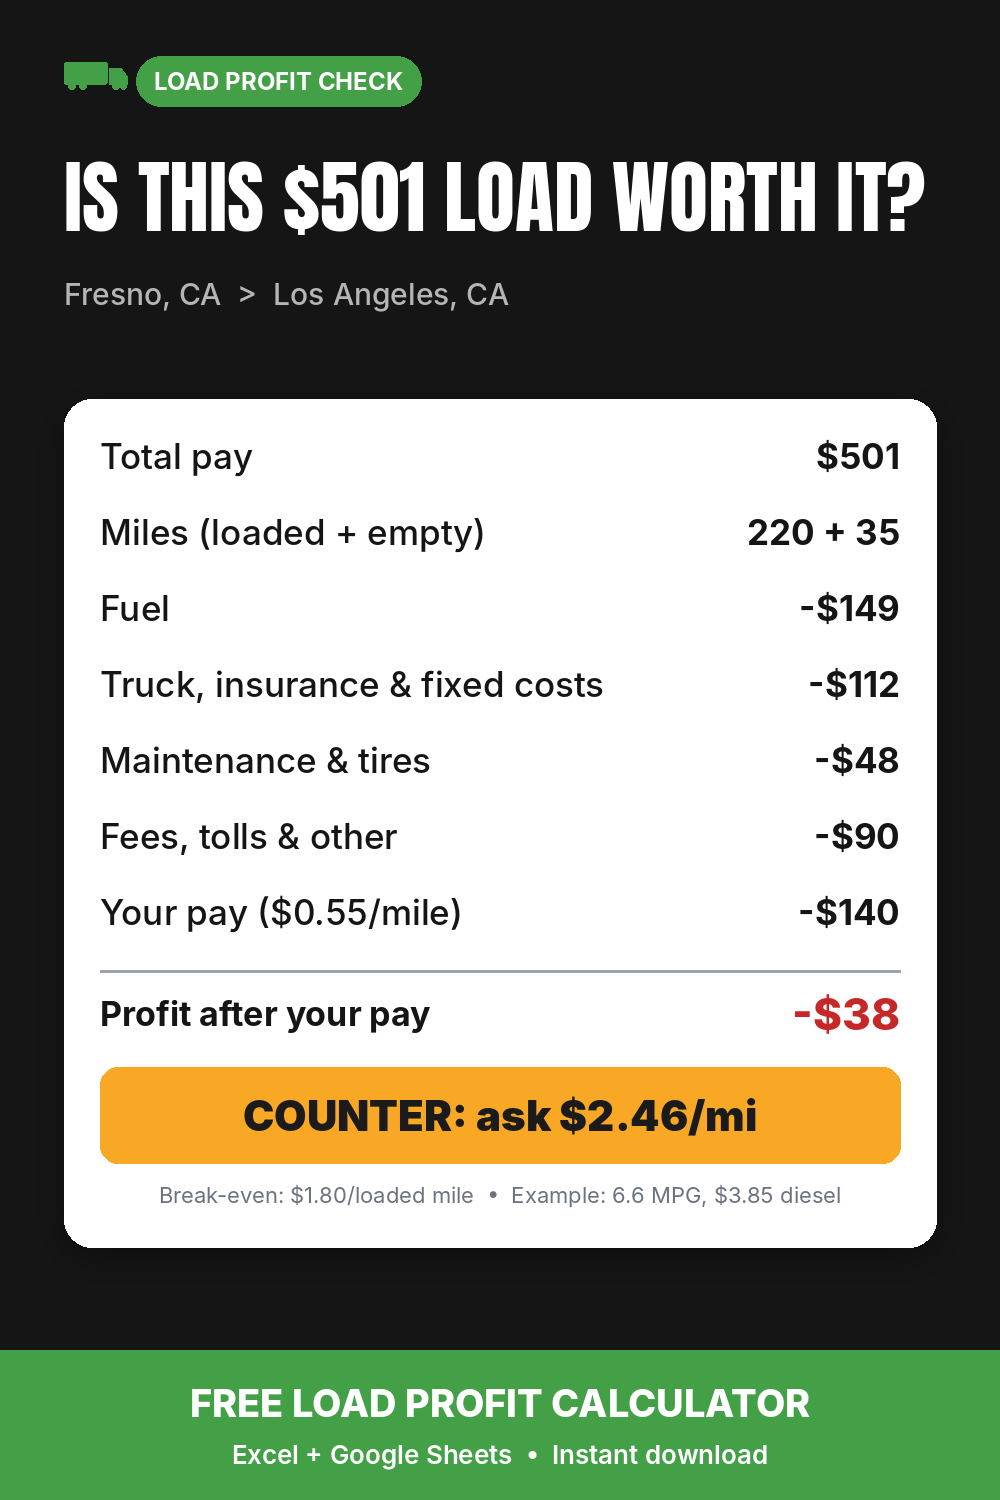 LOAD PROFIT CHECK
IS THIS $501 LOAD WORTH IT?
Fresno, CA > Los Angeles, CA
Total pay $501
Miles (loaded + empty) 220 + 35
Fuel -$149
Truck, insurance & fixed costs -$112
Maintenance & tires -$48
Fees, tolls & other -$90
Your pay ($0.55/mile) -$140
Profit after your pay -$38
COUNTER: ask $2.46/mi
Break-even: $1.80/loaded mile • Example: 6.6 MPG, $3.85 diesel
FREE LOAD PROFIT CALCULATOR
Excel + Google Sheets • Instant download